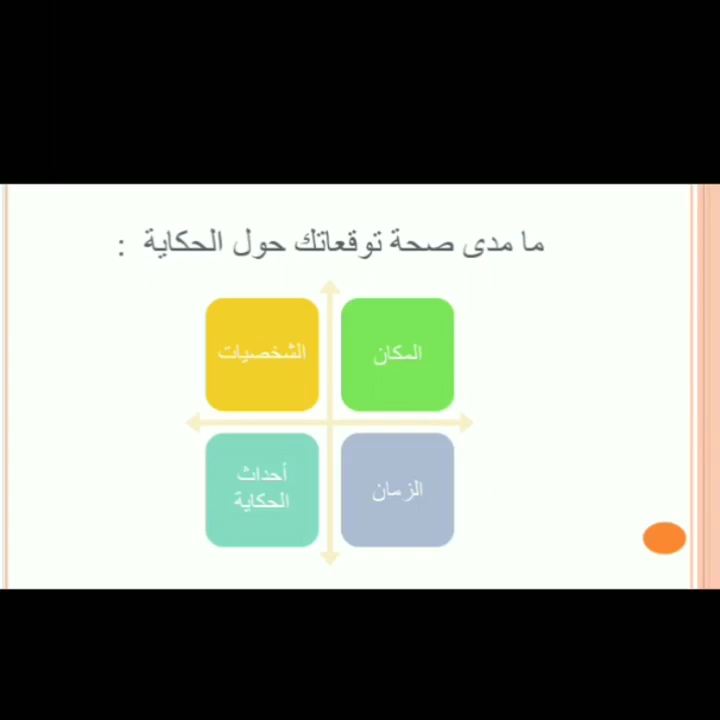 ما مدى صحة توقعاتك حول الحكاية :
المكان
الشخصيات
الزمان
أحداث
الحكاية